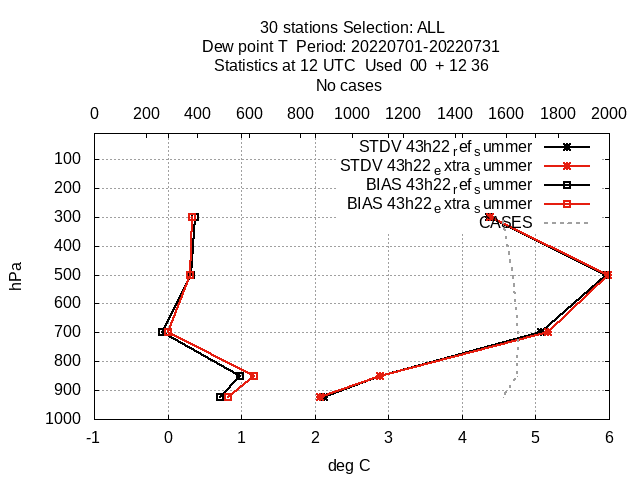 30 stations Selection: ALL
Dew point T  Period: 20220701-20220731
Statistics at 12 UTC  Used  00  + 12 36
No cases
0 200 400 600 800 1000 1200 1400 1600 1800 2000
STDV 43h22_ref_summer
STDV 43h22_extra_summer
BIAS 43h22_ref_summer
BIAS 43h22_extra_summer
CASES
hPa
100
200
300
400
500
600
700
800
900
1000
-1 0 1 2 3 4 5 6
deg C